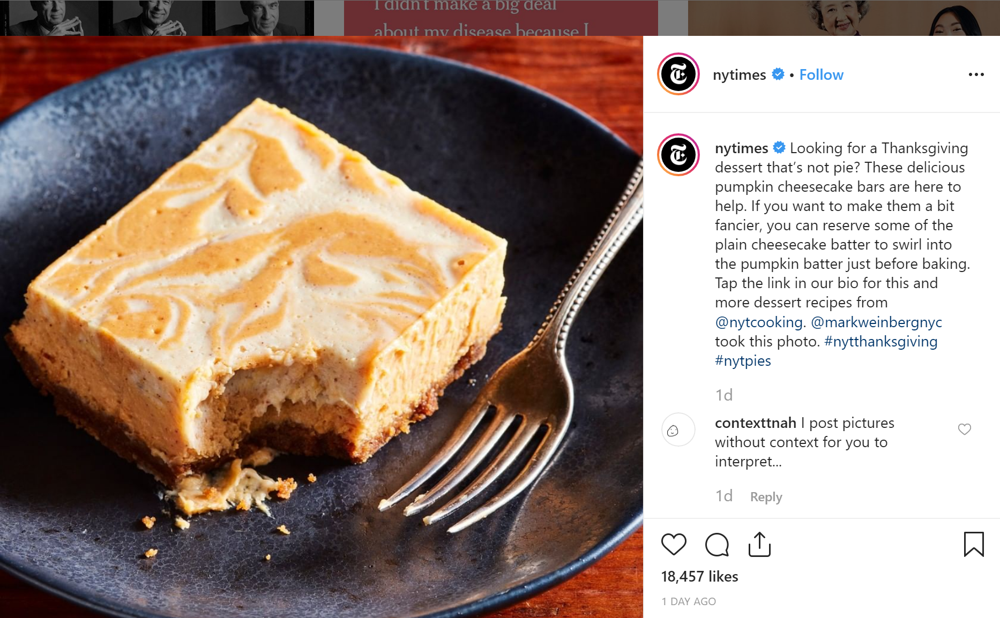 I didn't make a big deal
about my disease because I
nytimes • Follow
nytimes Looking for a Thanksgiving
dessert that’s not pie? These delicious
pumpkin cheesecake bars are here to
help. If you want to make them a bit
fancier, you can reserve some of the
plain cheesecake batter to swirl into
the pumpkin batter just before baking.
Tap the link in our bio for this and
more dessert recipes from
@nytcooking. @markweinbergnyc
took this photo. #nytthanksgiving
#nytpies
1d
contexttnah I post pictures
without context for you to
interpret...
1d Reply
18,457 likes
1 DAY AGO